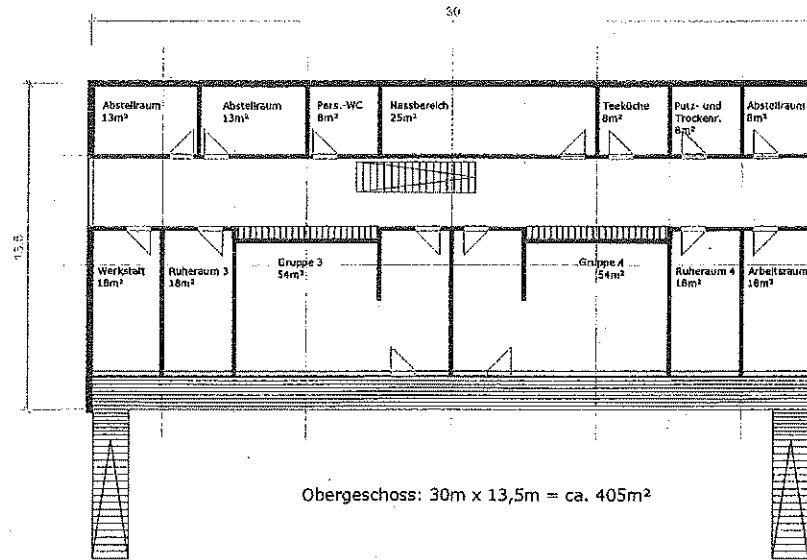 30
Abstellraum
13m²
Abstellraum
13m²
Pers.-WC
8m²
Nassbereich
25m²
Teeküche
8m²
Putz- und
Trockenr.
8m²
Abstellraum
8m²
Werkstatt
18m²
Ruheraum 3
18m²
Gruppe 3
54m²
Gruppe 4
54m²
Ruheraum 4
18m²
Arbeitsraum
18m²
Obergeschoss: 30m x 13,5m = ca. 405m²